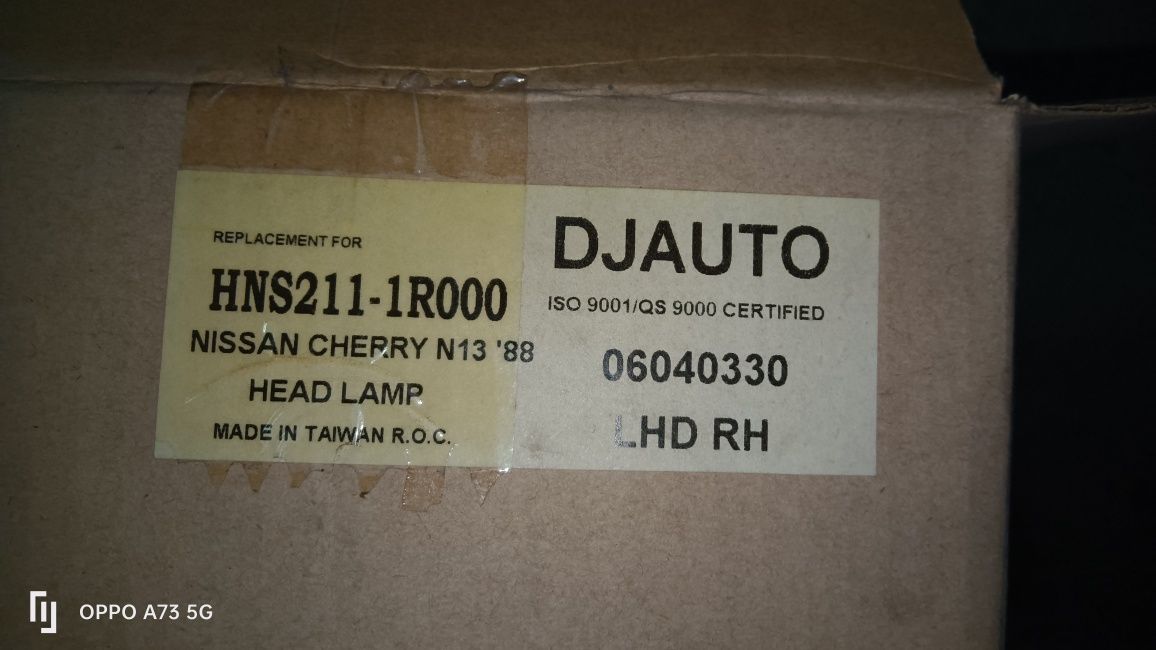 REPLACEMENT FOR
HNS211-1R000
NISSAN CHERRY N13 '88
HEAD LAMP
MADE IN TAIWAN R.O.C.
DJAUTO
ISO 9001/QS 9000 CERTIFIED
06040330
LHD RH
OPPO A73 5G